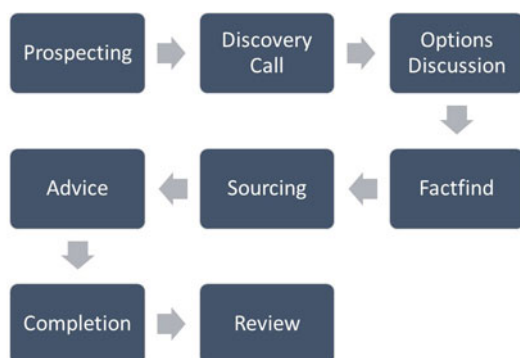 Prospecting
Discovery
Call
Options
Discussion
Factfind
Sourcing
Advice
Completion
Review